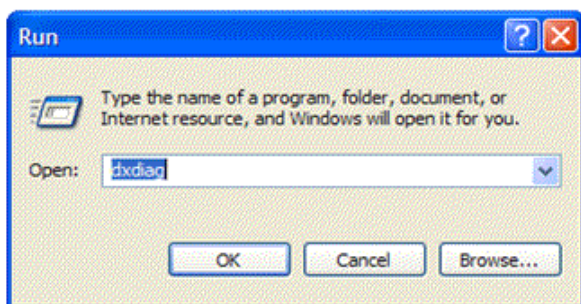 Run
Type the name of a program, folder, document, or
Internet resource, and Windows will open it for you.
Open: dxdiag
OK Cancel Browse...